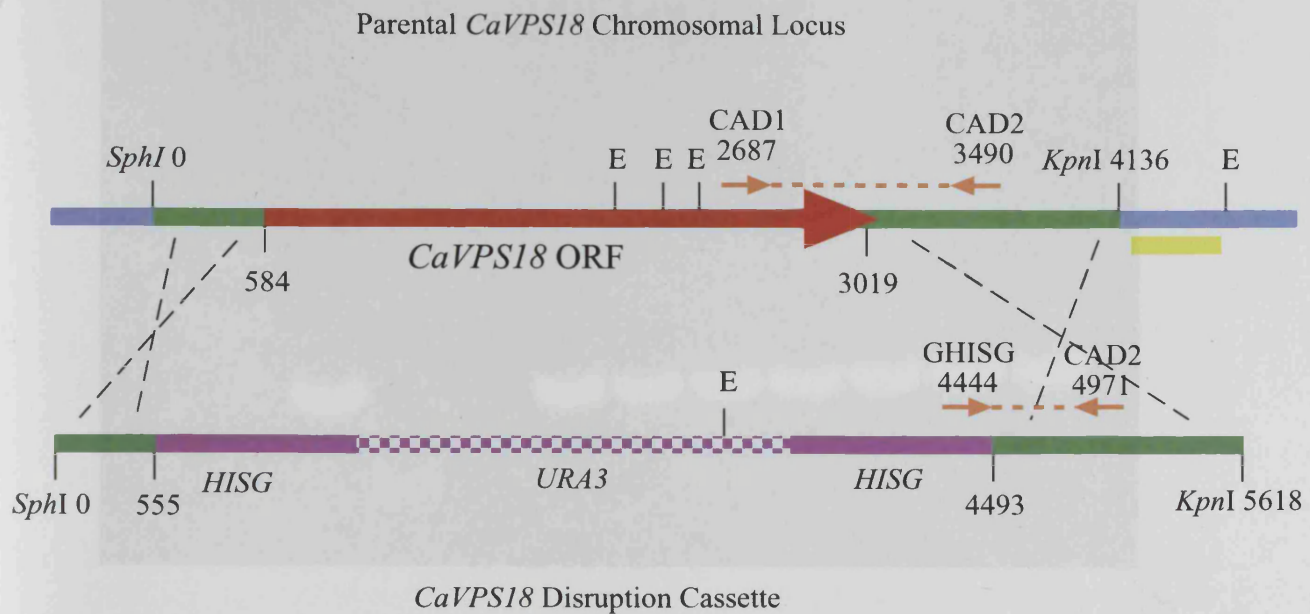 Parental CaVPS18 Chromosomal Locus
CAD1
2687
CAD2
3490
SphI 0
E E E
KpnI 4136
E
CaVPS18 ORF
584
3019
GHISG
4444
CAD2
4971
E
HISG
URA3
HISG
SphI 0
555
4493
KpnI 5618
CaVPS18 Disruption Cassette